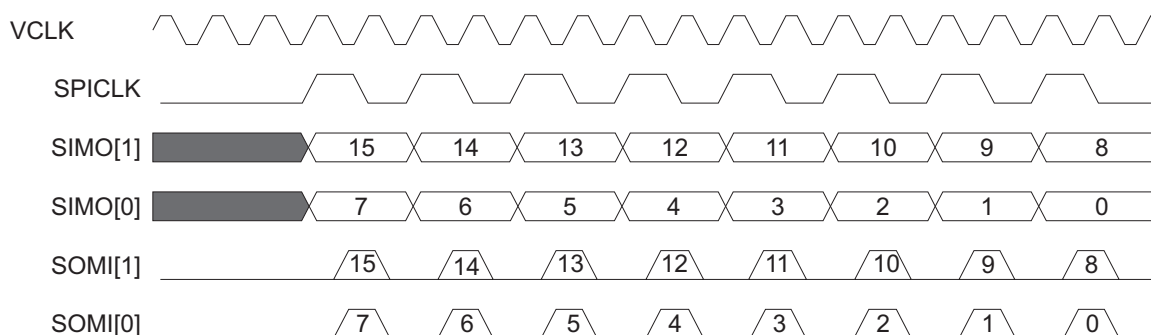 VCLK
SPICLK
SIMO[1] 15 14 13 12 11 10 9 8
SIMO[0] 7 6 5 4 3 2 1 0
SOMI[1] 15 14 13 12 11 10 9 8
SOMI[0] 7 6 5 4 3 2 1 0